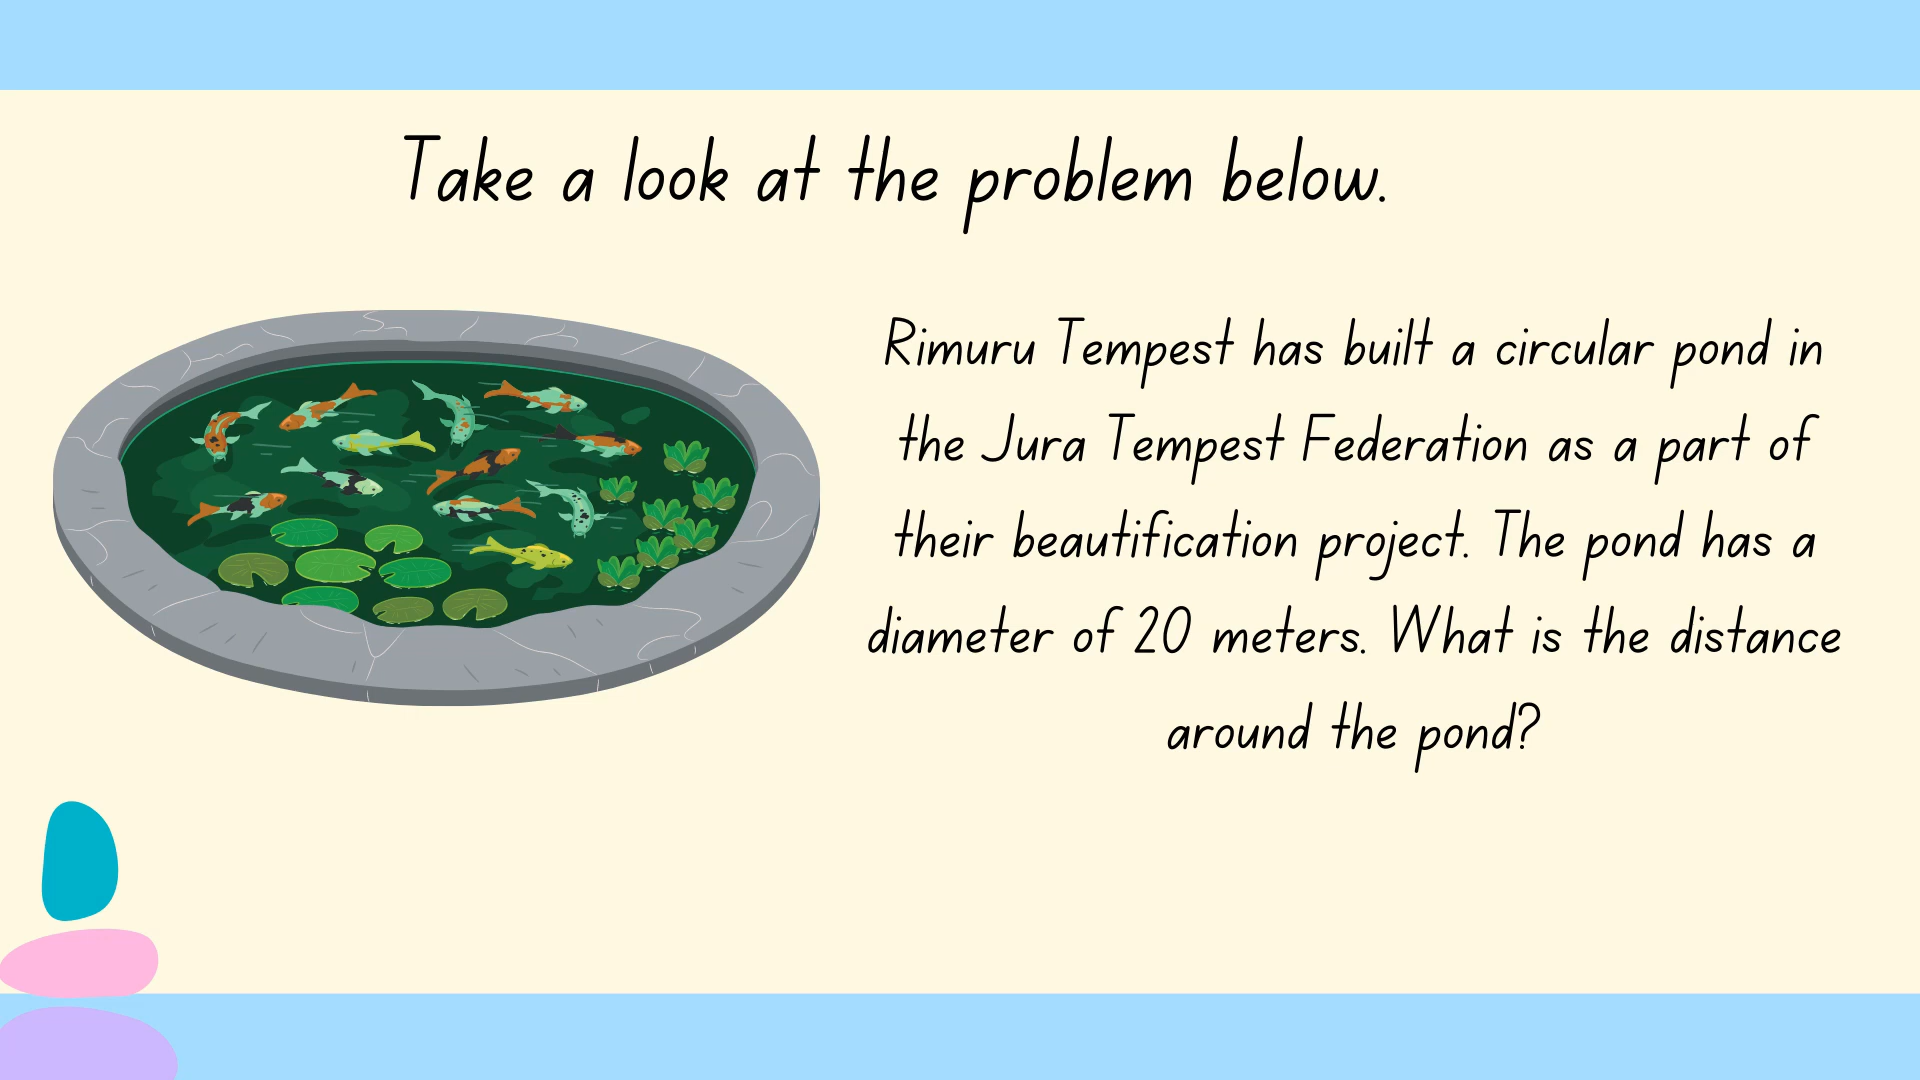 Take a look at the problem below.
Rimuru Tempest has built a circular pond in
the Jura Tempest Federation as a part of
their beautification project. The pond has a
diameter of 20 meters. What is the distance
around the pond?